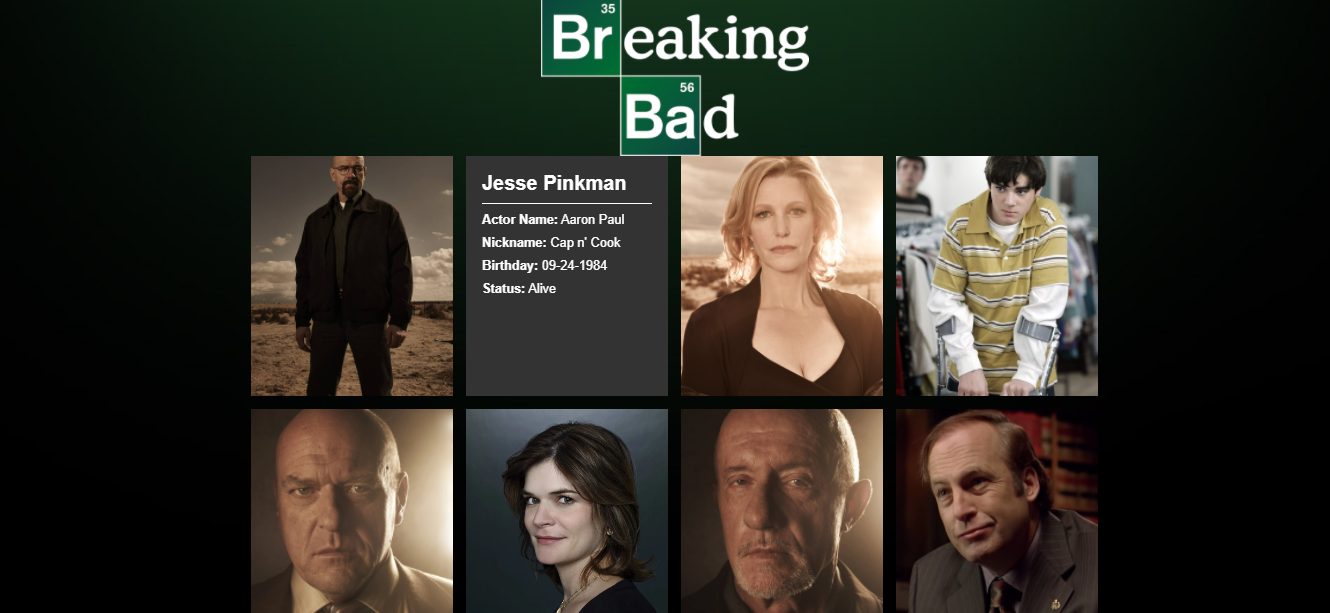 35
Breaking
56
Bad
Jesse Pinkman
Actor Name: Aaron Paul
Nickname: Cap n' Cook
Birthday: 09-24-1984
Status: Alive